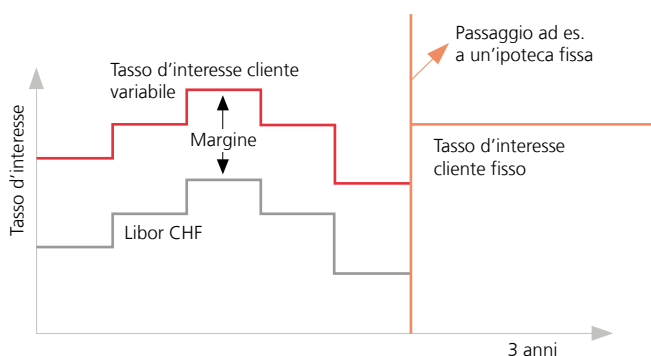 Passaggio ad es.
a un'ipoteca fissa
Tasso d'interesse cliente
variabile
Tasso d'interesse
Margine
Tasso d'interesse
cliente fisso
Libor CHF
3 anni